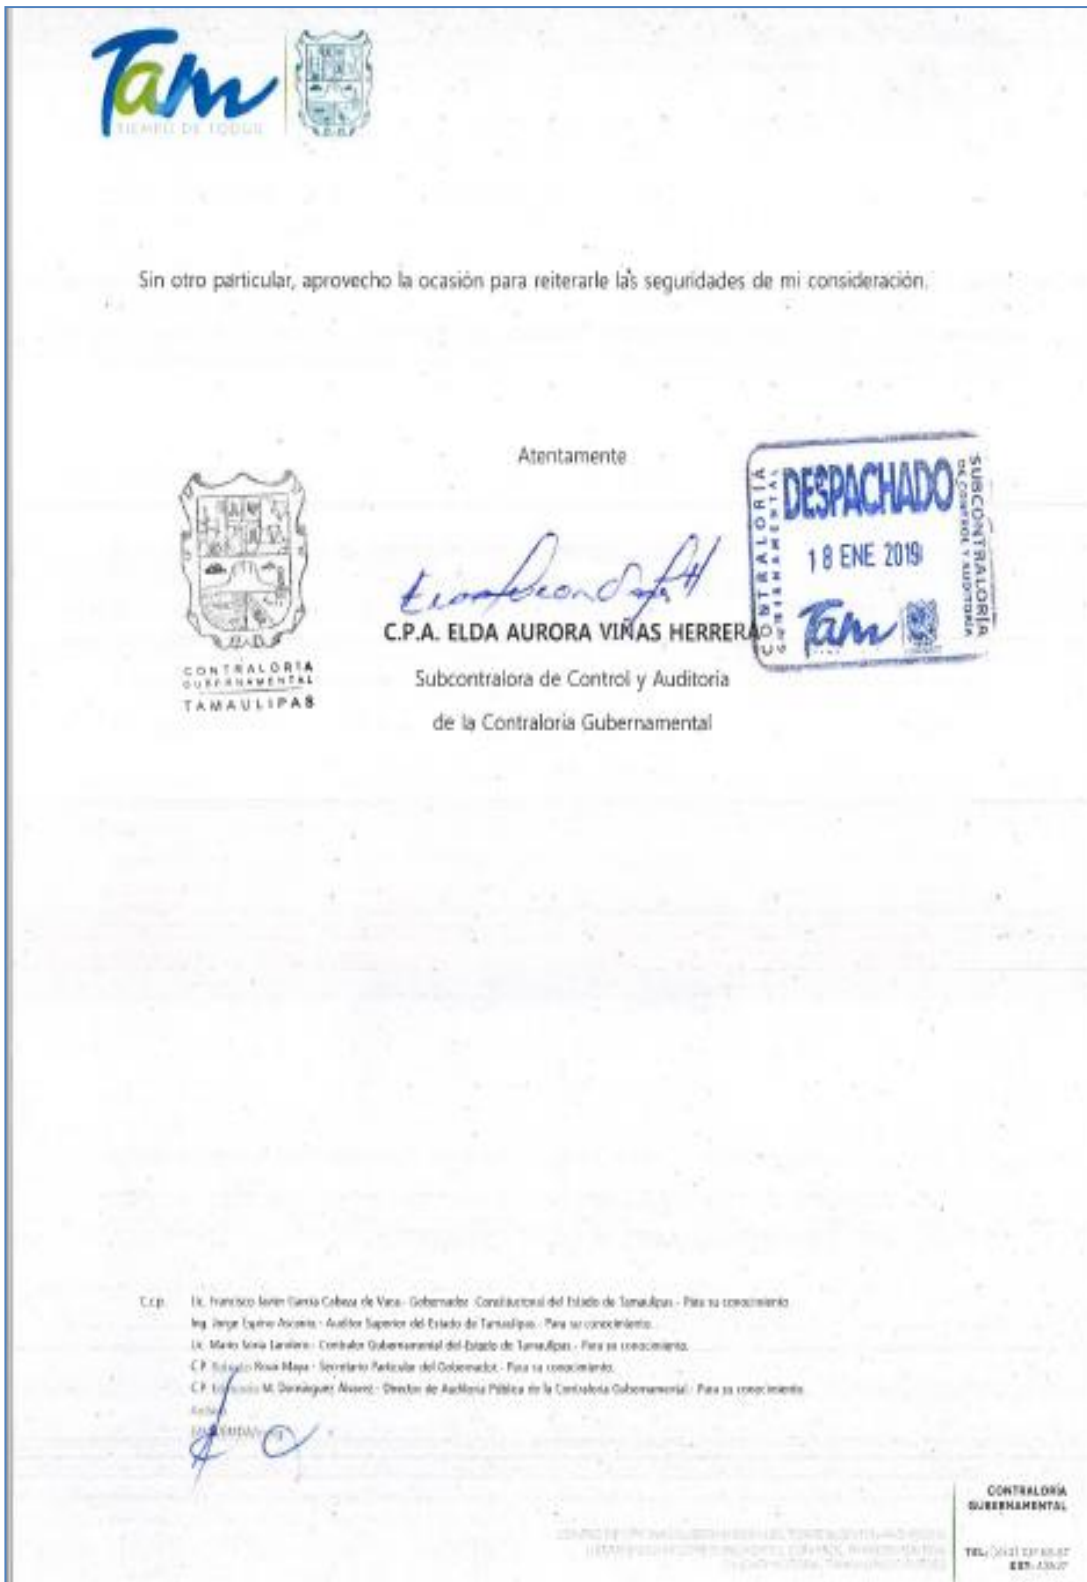 Tam
TIEMPO DE TODOS
Sin otro particular, aprovecho la ocasión para reiterarle las seguridades de mi consideración.
Atentamente
CONTRALORÍA
GUBERNAMENTAL
DESPACHADO
18 ENE 2019
Tam
SUBCONTRALORÍA
DE CONTROL Y AUDITORÍA
C.P.A. ELDA AURORA VIÑAS HERRERA
Subcontralora de Control y Auditoría
de la Contraloría Gubernamental
CONTRALORIA
GUBERNAMENTAL
TAMAULIPAS
C.c.p. Lic. Francisco Javier García Cabeza de Vaca - Gobernador Constitucional del Estado de Tamaulipas - Para su conocimiento
Ing. Jorge Espino Ascanio - Auditor Superior del Estado de Tamaulipas - Para su conocimiento.
Lic. Mario Soria Landero - Contralor Gubernamental del Estado de Tamaulipas - Para su conocimiento.
C.P. Maya - Secretario Particular del Gobernador - Para su conocimiento.
C.P. M. Domínguez Álvarez - Director de Auditoría Pública de la Contraloría Gubernamental - Para su conocimiento.
CONTRALORÍA
GUBERNAMENTAL
TEL:
EXT: